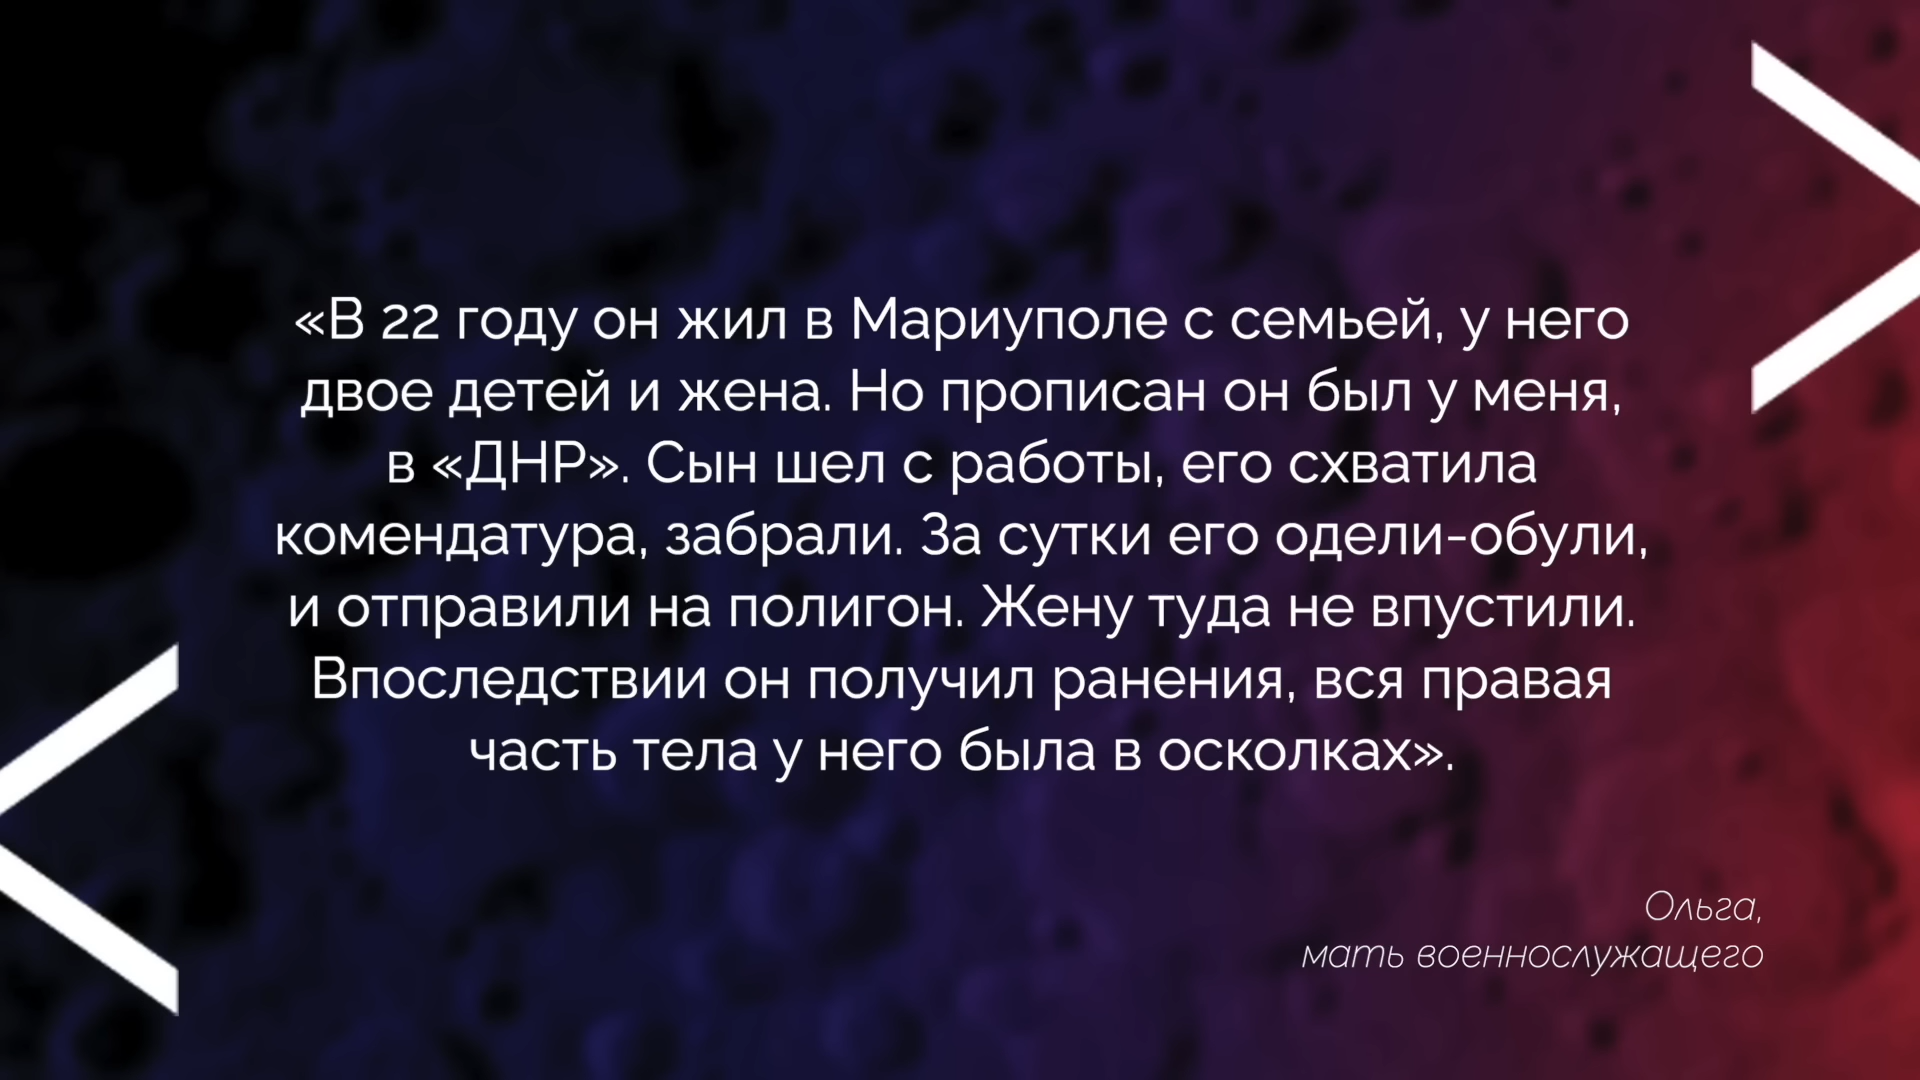 «В 22 году он жил в Мариуполе с семьей, у него
двое детей и жена. Но прописан он был у меня,
в «ДНР». Сын шел с работы, его схватила
комендатура, забрали. За сутки его одели-обули,
и отправили на полигон. Жену туда не впустили.
Впоследствии он получил ранения, вся правая
часть тела у него была в осколках».
Ольга,
мать военнослужащего